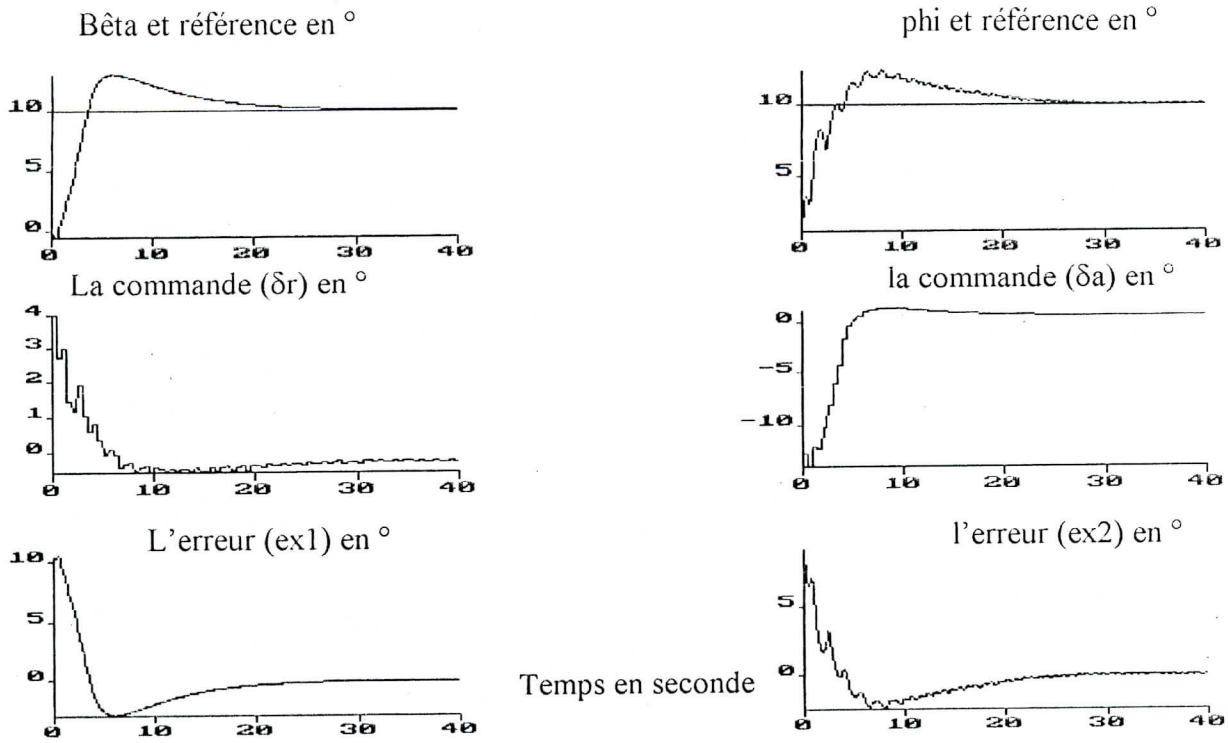 Bêta et référence en °
phi et référence en °
10
5
0
0 10 20 30 40
10
5
0 10 20 30 40
La commande (δr) en °
la commande (δa) en °
4
3
2
1
0
0 10 20 30 40
0
-5
-10
0 10 20 30 40
L'erreur (ex1) en °
l'erreur (ex2) en °
10
5
0
0 10 20 30 40
Temps en seconde
5
0
0 10 20 30 40